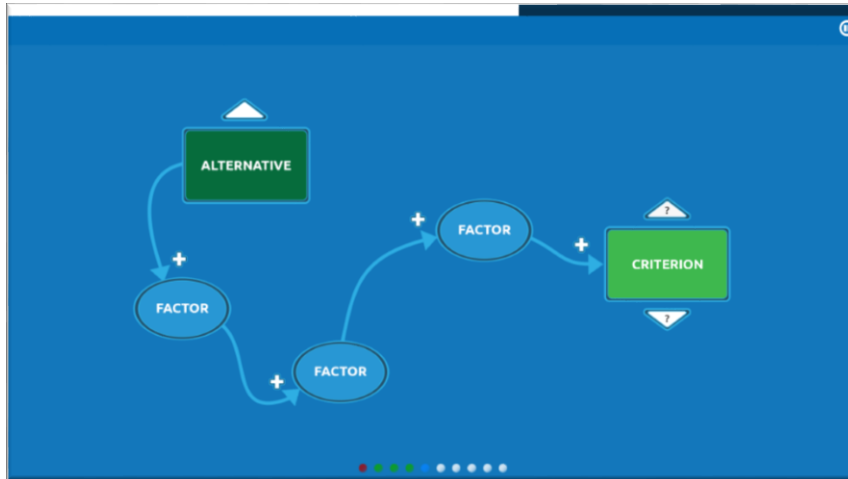 ALTERNATIVE
+
FACTOR
+
FACTOR
+
FACTOR
+
?
CRITERION
?